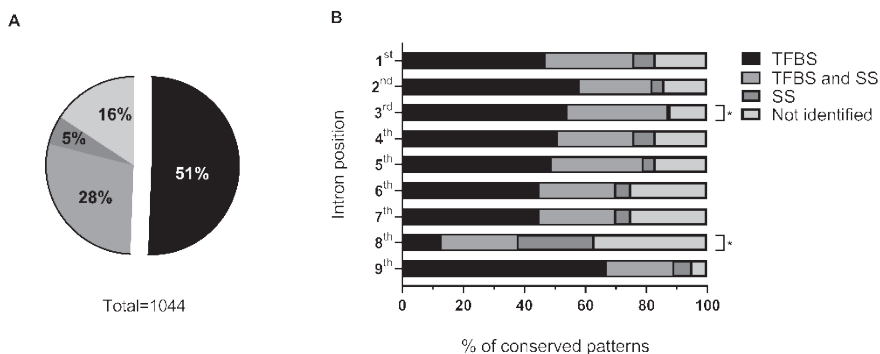 A
16%
5%
28%
51%
Total=1044
B
Intron position
1st
2nd
3rd
4th
5th
6th
7th
8th
9th
*
*
0 20 40 60 80 100
% of conserved patterns
TFBS
TFBS and SS
SS
Not identified